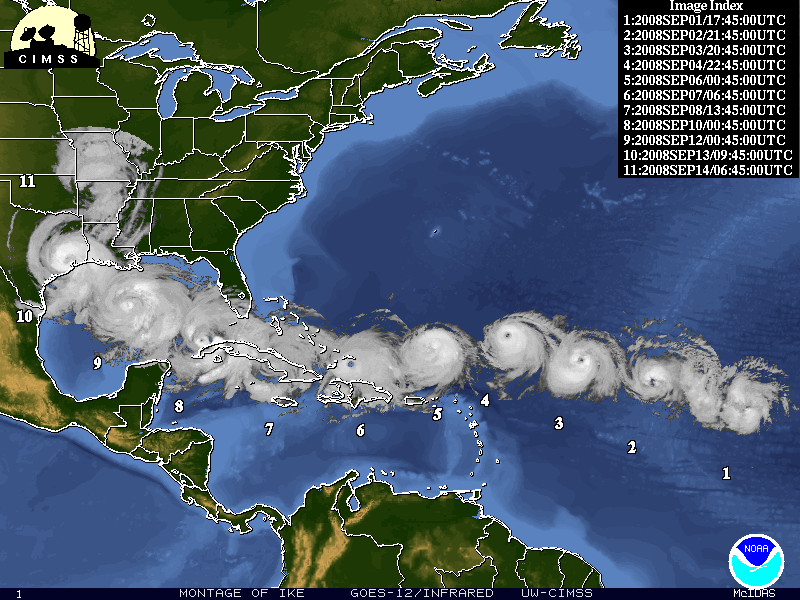 CIMSS
Image Index
1:2008SEP01/17:45:00UTC
2:2008SEP02/21:45:00UTC
3:2008SEP03/20:45:00UTC
4:2008SEP04/22:45:00UTC
5:2008SEP06/00:45:00UTC
6:2008SEP07/06:45:00UTC
7:2008SEP08/13:45:00UTC
8:2008SEP10/00:45:00UTC
9:2008SEP12/00:45:00UTC
10:2008SEP13/09:45:00UTC
11:2008SEP14/06:45:00UTC
11
10
9
8
7
6
5
4
3
2
1
NOAA
1 MONTAGE OF IKE GOES-12/INFRARED UW-CIMSS McIDAS